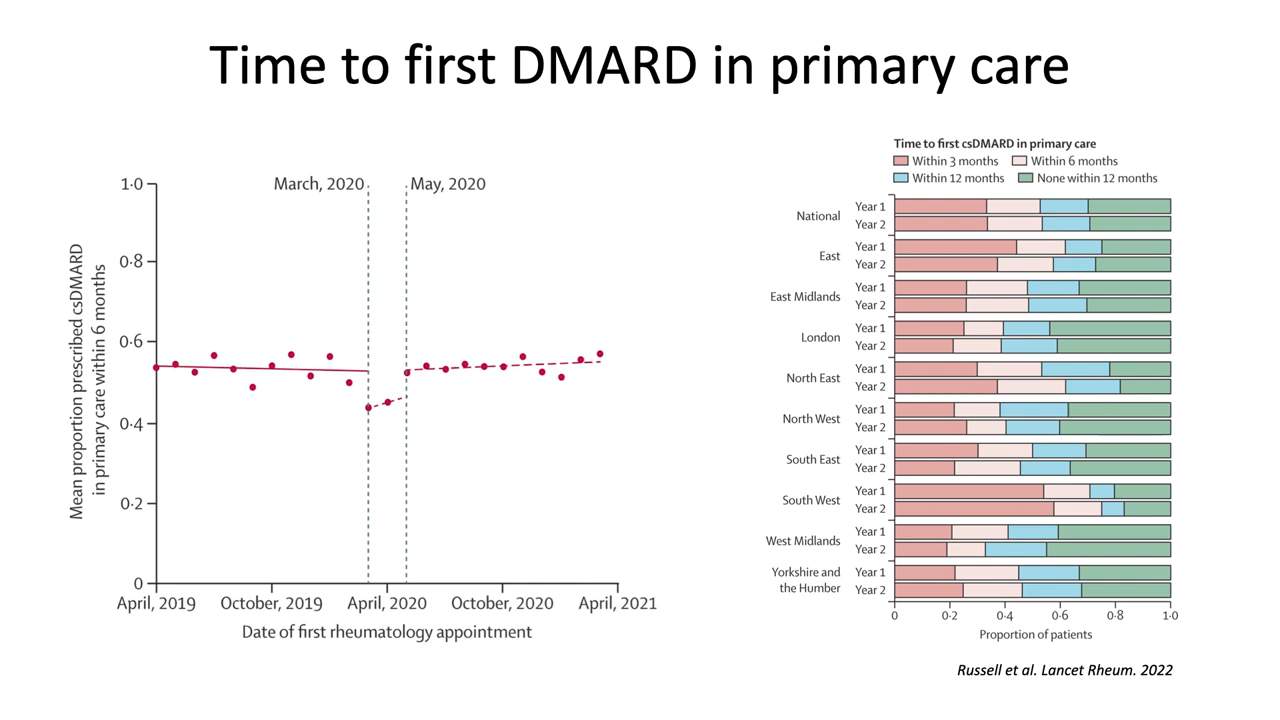 Time to first DMARD in primary care
March, 2020
May, 2020
1·0
0·8
0·6
0·4
0·2
0
Mean proportion prescribed csDMARD
in primary care within 6 months
April, 2019
October, 2019
April, 2020
October, 2020
April, 2021
Date of first rheumatology appointment
Time to first csDMARD in primary care
Within 3 months
Within 6 months
Within 12 months
None within 12 months
National
Year 1
Year 2
East
Year 1
Year 2
East Midlands
Year 1
Year 2
London
Year 1
Year 2
North East
Year 1
Year 2
North West
Year 1
Year 2
South East
Year 1
Year 2
South West
Year 1
Year 2
West Midlands
Year 1
Year 2
Yorkshire and
the Humber
Year 1
Year 2
0
0·2
0·4
0·6
0·8
1·0
Proportion of patients
Russell et al. Lancet Rheum. 2022